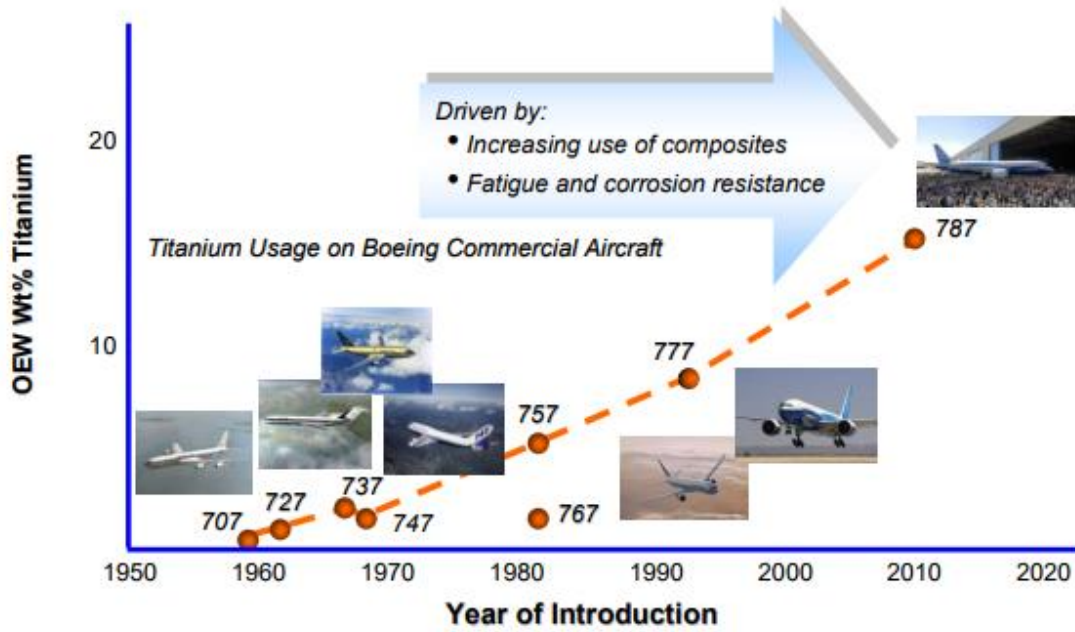 Driven by:
• Increasing use of composites
• Fatigue and corrosion resistance
20
OEW Wt% Titanium
787
Titanium Usage on Boeing Commercial Aircraft
10
777
757
737
727
707
747
767
1950 1960 1970 1980 1990 2000 2010 2020
Year of Introduction